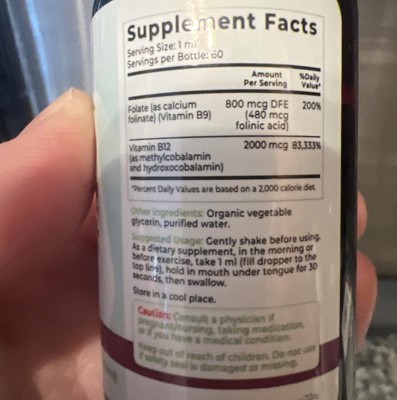 Supplement Facts
Serving Size: 1 ml
Servings per Bottle: 60
Amount Per Serving %Daily Value*
Folate (as calcium folinate) (Vitamin B9) 800 mcg DFE (480 mcg folinic acid) 200%
Vitamin B12 (as methylcobalamin and hydroxocobalamin) 2000 mcg 83,333%
*Percent Daily Values are based on a 2,000 calorie diet.
Other ingredients: Organic vegetable
glycerin, purified water.
Suggested Usage: Gently shake before using.
As a dietary supplement, in the morning or
before exercise, take 1 ml (fill dropper to the
top line), hold in mouth under tongue for 30
seconds, then swallow.
Store in a cool place.
Caution: Consult a physician if
pregnant/nursing, taking medication,
or if you have a medical condition.
Keep out of reach of children. Do not use
if safety seal is damaged or missing.